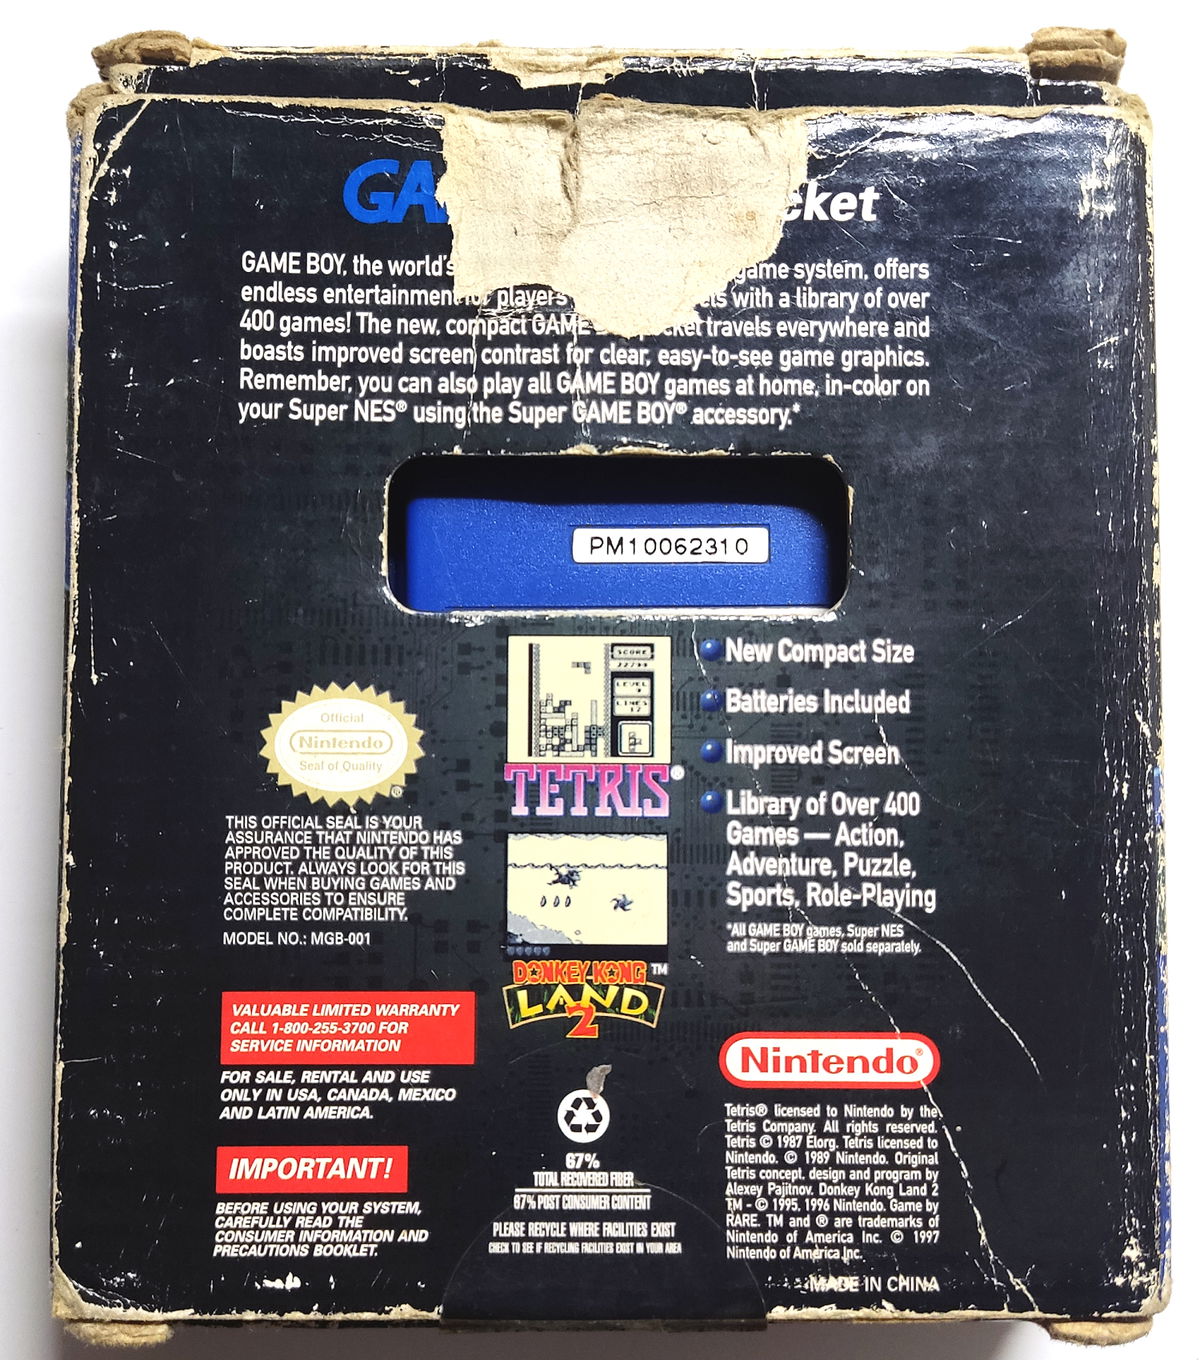 GA cket
GAME BOY, the world's game system, offers
endless entertainment for players with a library of over
400 games! The new, compact GAME travels everywhere and
boasts improved screen contrast for clear, easy-to-see game graphics.
Remember, you can also play all GAME BOY games at home, in-color on
your Super NES® using the Super GAME BOY® accessory.*
PM10062310
SCORE
LEVEL
9
LINES
17
TETRIS®
New Compact Size
Batteries Included
Improved Screen
Library of Over 400
Games — Action,
Adventure, Puzzle,
Sports, Role-Playing
*All GAME BOY games, Super NES
and Super GAME BOY sold separately.
Official
Nintendo
Seal of Quality
®
THIS OFFICIAL SEAL IS YOUR
ASSURANCE THAT NINTENDO HAS
APPROVED THE QUALITY OF THIS
PRODUCT. ALWAYS LOOK FOR THIS
SEAL WHEN BUYING GAMES AND
ACCESSORIES TO ENSURE
COMPLETE COMPATIBILITY.
MODEL NO.: MGB-001
DONKEY KONG™
LAND
2
VALUABLE LIMITED WARRANTY
CALL 1-800-255-3700 FOR
SERVICE INFORMATION
FOR SALE, RENTAL AND USE
ONLY IN USA, CANADA, MEXICO
AND LATIN AMERICA.
IMPORTANT!
BEFORE USING YOUR SYSTEM,
CAREFULLY READ THE
CONSUMER INFORMATION AND
PRECAUTIONS BOOKLET.
67%
TOTAL RECOVERED FIBER
67% POST CONSUMER CONTENT
PLEASE RECYCLE WHERE FACILITIES EXIST
CHECK TO SEE IF RECYCLING FACILITIES EXIST IN YOUR AREA
Nintendo®
Tetris® licensed to Nintendo by the
Tetris Company. All rights reserved.
Tetris © 1987 Elorg. Tetris licensed to
Nintendo. © 1989 Nintendo. Original
Tetris concept, design and program by
Alexey Pajitnov. Donkey Kong Land 2
TM - © 1995, 1996 Nintendo. Game by
RARE. TM and ® are trademarks of
Nintendo of America Inc. © 1997
Nintendo of America Inc.
MADE IN CHINA